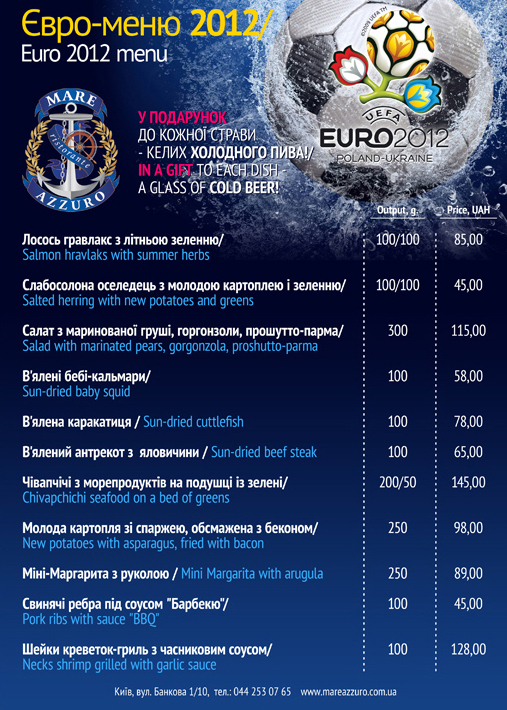 Євро-меню 2012/
Euro 2012 menu
MARE
ristorante
AZZURO
У ПОДАРУНОК
ДО КОЖНОЇ СТРАВИ
- КЕЛИХ ХОЛОДНОГО ПИВА!/
IN A GIFT TO EACH DISH -
A GLASS OF COLD BEER!
UEFA
EURO2012
POLAND-UKRAINE
Output, g. Price, UAH
Лосось гравлакс з літньою зеленню/ 100/100 85,00
Salmon hravlaks with summer herbs
Слабосолона оселедець з молодою картоплею і зеленню/ 100/100 45,00
Salted herring with new potatoes and greens
Салат з маринованої груші, горгонзоли, прошутто-парма/ 300 115,00
Salad with marinated pears, gorgonzola, proshutto-parma
В'ялені бебі-кальмари/ 100 58,00
Sun-dried baby squid
В'ялена каракатиця / Sun-dried cuttlefish 100 78,00
В'ялений антрекот з яловичини / Sun-dried beef steak 100 65,00
Чівапчічі з морепродуктів на подушці із зелені/ 200/50 145,00
Chivapchichi seafood on a bed of greens
Молода картопля зі спаржею, обсмажена з беконом/ 250 98,00
New potatoes with asparagus, fried with bacon
Міні-Маргарита з руколою / Mini Margarita with arugula 250 89,00
Свинячі ребра під соусом "Барбекю"/ 100 45,00
Pork ribs with sauce "BBQ"
Шейки креветок-гриль з часниковим соусом/ 100 128,00
Necks shrimp grilled with garlic sauce
Київ, вул. Банкова 1/10, тел.: 044 253 07 65 www.mareazzuro.com.ua